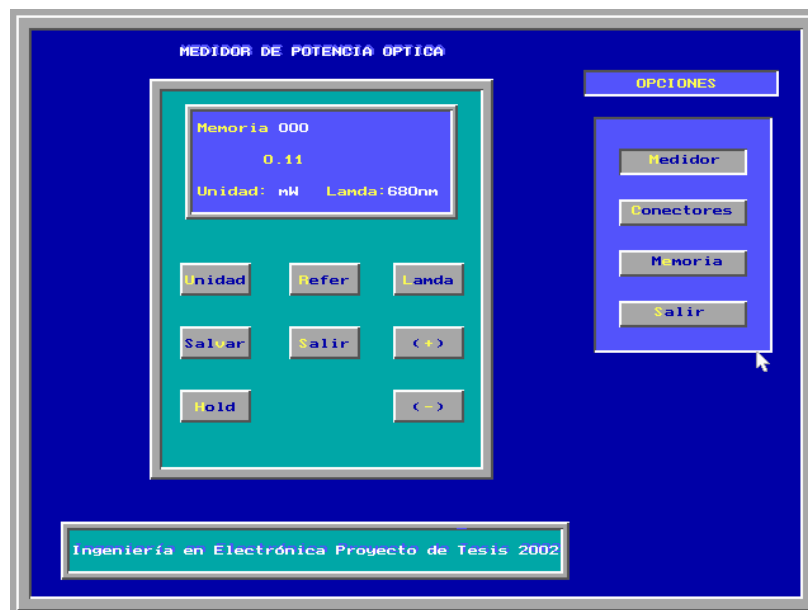 MEDIDOR DE POTENCIA OPTICA
Memoria 000
0.11
Unidad: mW Lamda:680nm
Unidad Refer Lamda
Salvar Salir (+)
Hold (-)
OPCIONES
Medidor
Conectores
Memoria
Salir
Ingeniería en Electrónica Proyecto de Tesis 2002